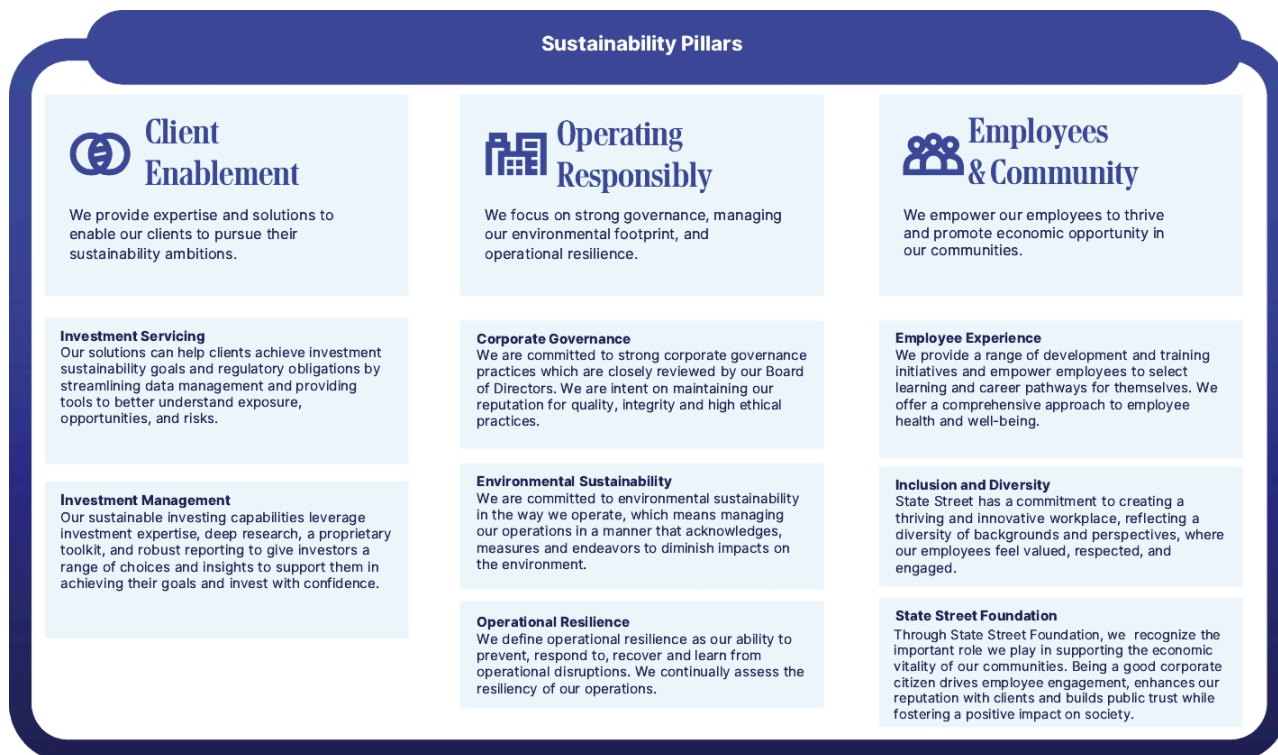 Sustainability Pillars
Client
Enablement
We provide expertise and solutions to
enable our clients to pursue their
sustainability ambitions.
Investment Servicing
Our solutions can help clients achieve investment
sustainability goals and regulatory obligations by
streamlining data management and providing
tools to better understand exposure,
opportunities, and risks.
Investment Management
Our sustainable investing capabilities leverage
investment expertise, deep research, a proprietary
toolkit, and robust reporting to give investors a
range of choices and insights to support them in
achieving their goals and invest with confidence.
Operating
Responsibly
We focus on strong governance, managing
our environmental footprint, and
operational resilience.
Corporate Governance
We are committed to strong corporate governance
practices which are closely reviewed by our Board
of Directors. We are intent on maintaining our
reputation for quality, integrity and high ethical
practices.
Environmental Sustainability
We are committed to environmental sustainability
in the way we operate, which means managing
our operations in a manner that acknowledges,
measures and endeavors to diminish impacts on
the environment.
Operational Resilience
We define operational resilience as our ability to
prevent, respond to, recover and learn from
operational disruptions. We continually assess the
resiliency of our operations.
Employees
& Community
We empower our employees to thrive
and promote economic opportunity in
our communities.
Employee Experience
We provide a range of development and training
initiatives and empower employees to select
learning and career pathways for themselves. We
offer a comprehensive approach to employee
health and well-being.
Inclusion and Diversity
State Street has a commitment to creating a
thriving and innovative workplace, reflecting a
diversity of backgrounds and perspectives, where
our employees feel valued, respected, and
engaged.
State Street Foundation
Through State Street Foundation, we recognize the
important role we play in supporting the economic
vitality of our communities. Being a good corporate
citizen drives employee engagement, enhances our
reputation with clients and builds public trust while
fostering a positive impact on society.